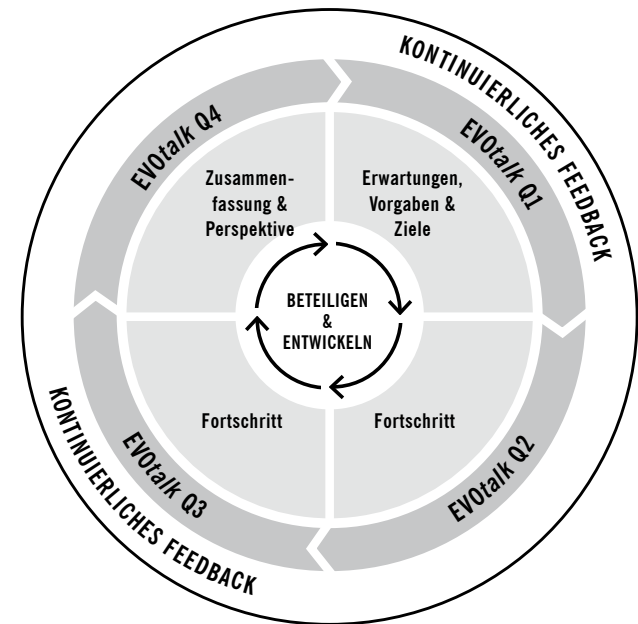 KONTINUIERLICHES FEEDBACK
EVOtalk Q4
EVOtalk Q1
Zusammen-
fassung &
Perspektive
Erwartungen,
Vorgaben &
Ziele
BETEILIGEN
&
ENTWICKELN
Fortschritt
Fortschritt
EVOtalk Q3
EVOtalk Q2
KONTINUIERLICHES FEEDBACK